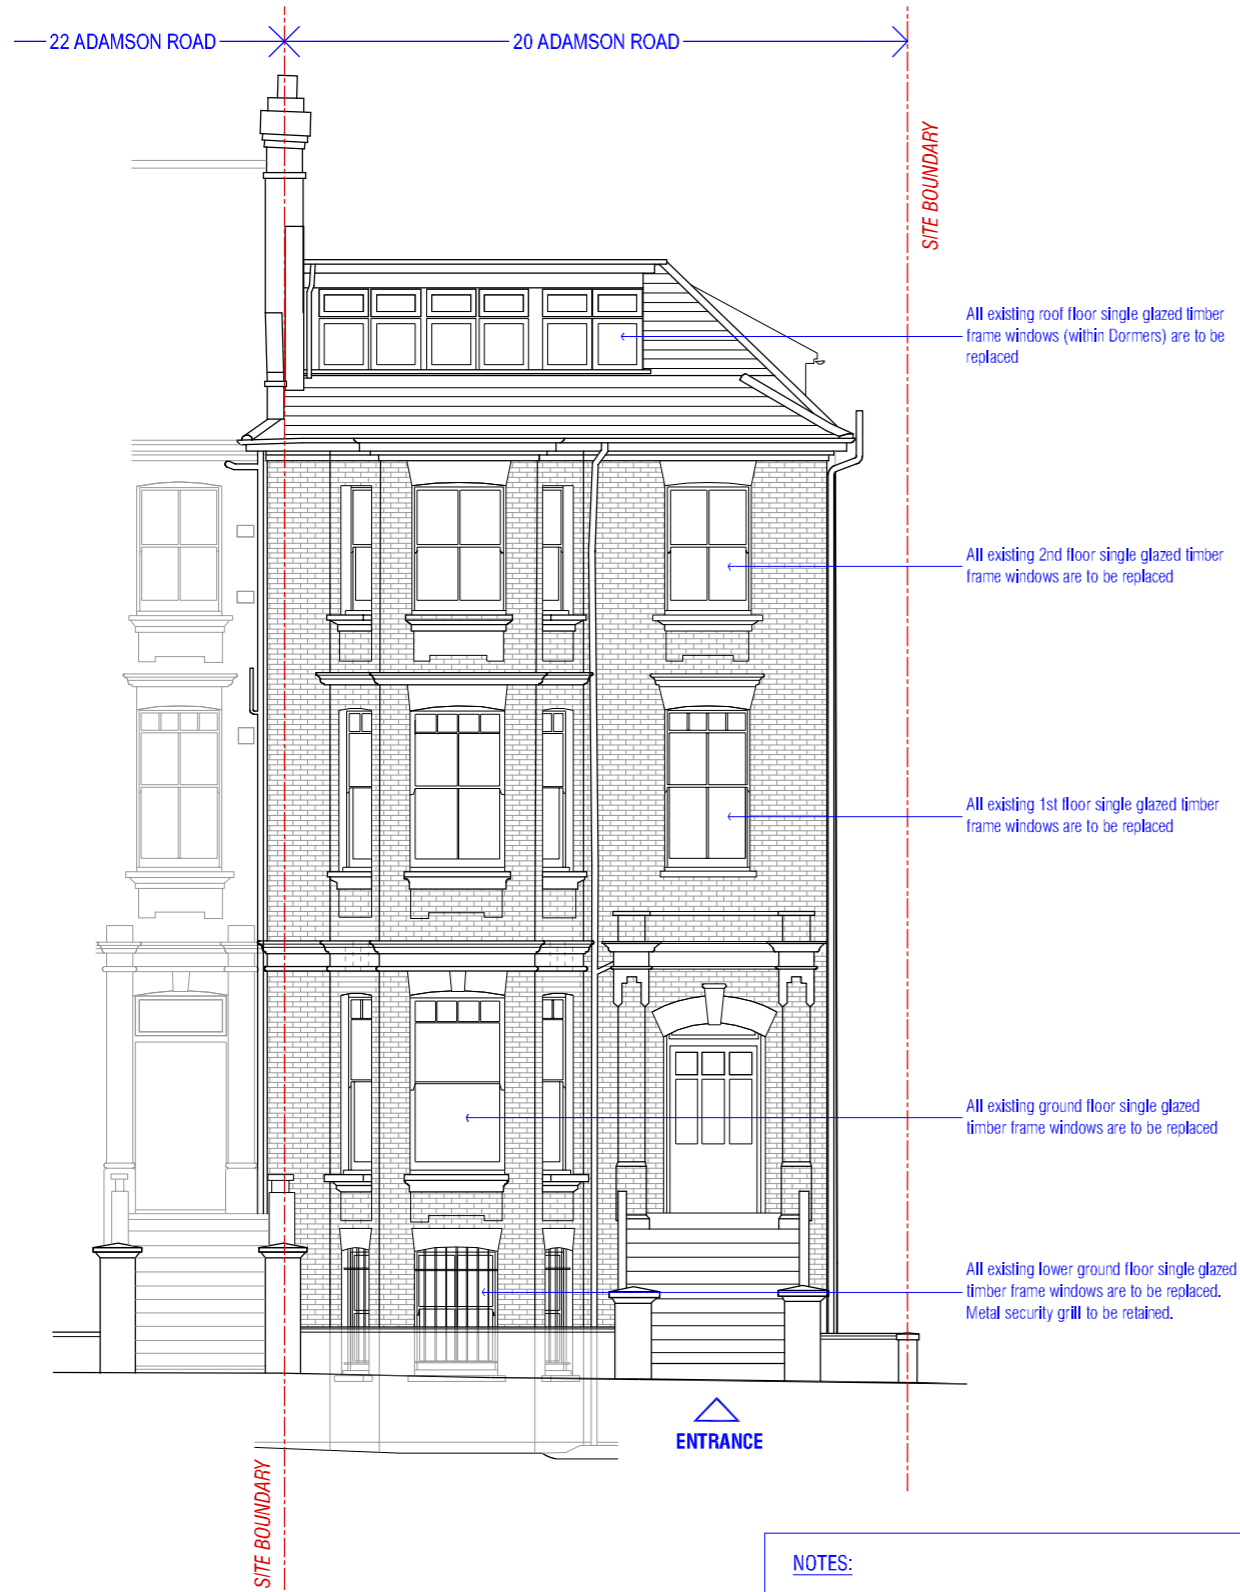 22 ADAMSON ROAD
20 ADAMSON ROAD
SITE BOUNDARY
All existing roof floor single glazed timber
frame windows (within Dormers) are to be
replaced
All existing 2nd floor single glazed timber
frame windows are to be replaced
All existing 1st floor single glazed timber
frame windows are to be replaced
All existing ground floor single glazed
timber frame windows are to be replaced
All existing lower ground floor single glazed
timber frame windows are to be replaced.
Metal security grill to be retained.
ENTRANCE
SITE BOUNDARY
NOTES: